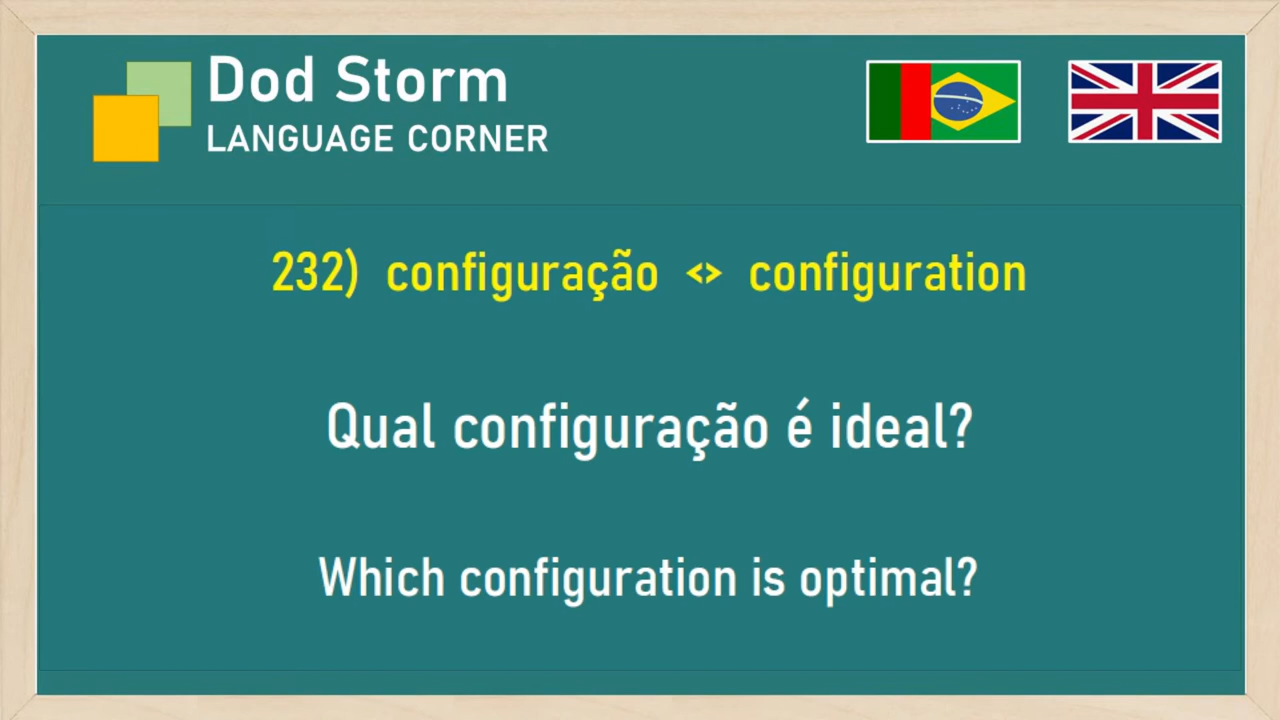 Dod Storm
LANGUAGE CORNER
232) configuração <> configuration
Qual configuração é ideal?
Which configuration is optimal?